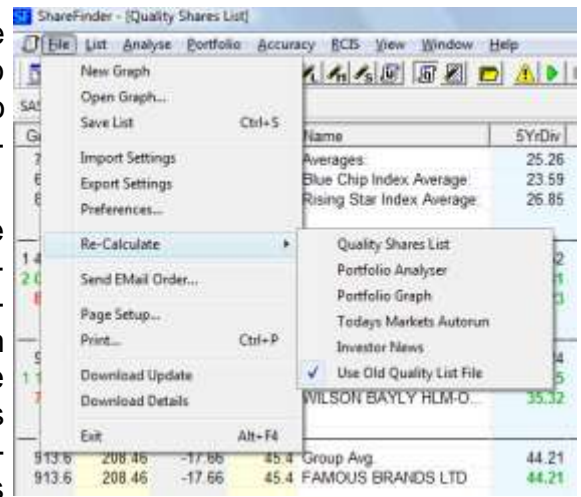 ShareFinder - [Quality Shares List]
File List Analyse Portfolio Accuracy RCIS View Window Help
New Graph
Open Graph...
Save List Ctrl+S
Import Settings
Export Settings
Preferences...
Re-Calculate
Send EMail Order...
Page Setup...
Print... Ctrl+P
Download Update
Download Details
Exit Alt+F4
Quality Shares List
Portfolio Analyser
Portfolio Graph
Todays Markets Autorun
Investor News
✓ Use Old Quality List File
Name 5YrDiv
Averages: 25.26
Blue Chip Index Average: 23.59
Rising Star Index Average: 26.85
WILSON BAYLY HLM-O... 35.32
913.6 208.46 -17.66 45.4 Group Avg 44.21
913.6 208.46 -17.66 45.4 FAMOUS BRANDS LTD 44.21